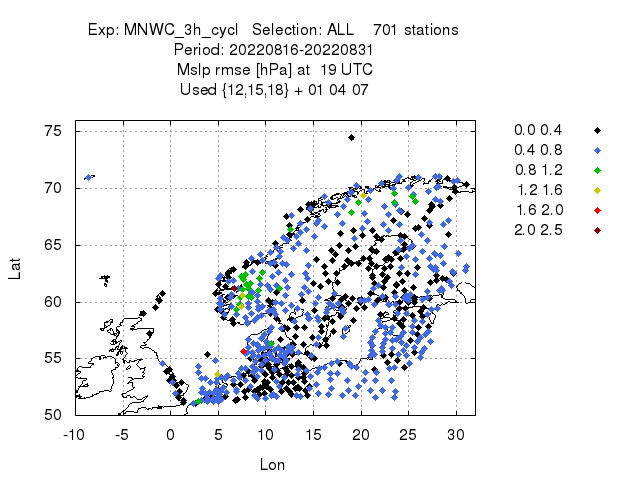 Exp: MNWC_3h_cycl   Selection: ALL    701 stations
Period: 20220816-20220831
Mslp rmse [hPa] at  19 UTC
Used {12,15,18} + 01 04 07
0.0 0.4
0.4 0.8
0.8 1.2
1.2 1.6
1.6 2.0
2.0 2.5
75
70
65
60
55
50
Lat
-10 -5 0 5 10 15 20 25 30
Lon